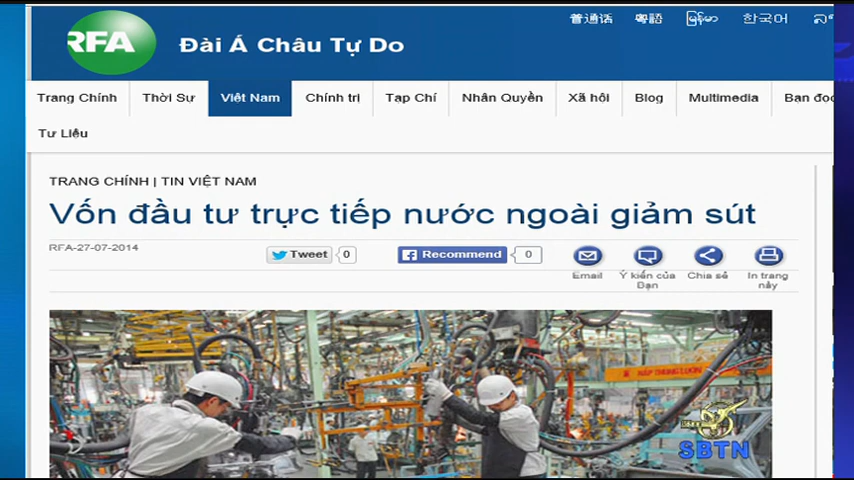 RFA Đài Á Châu Tự Do
普通话 粤語 မြန်မာ 한국어
Trang Chính Thời Sự Việt Nam Chính trị Tạp Chí Nhân Quyền Xã hội Blog Multimedia Bạn đọc
Tư Liệu
TRANG CHÍNH | TIN VIỆT NAM
Vốn đầu tư trực tiếp nước ngoài giảm sút
RFA-27-07-2014
Tweet 0 Recommend 0
Email Ý kiến của Bạn Chia sẻ In trang này
SBTN